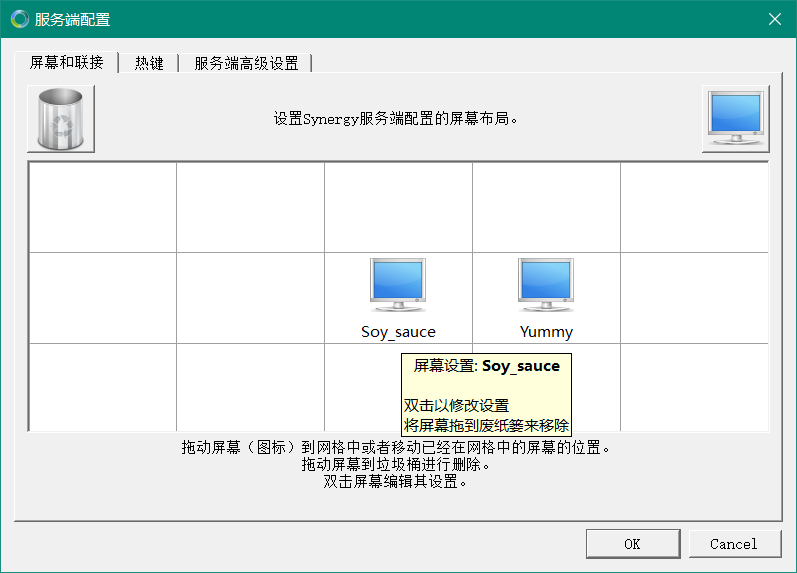 服务端配置
屏幕和联接 热键 服务端高级设置
设置Synergy服务端配置的屏幕布局。
Soy_sauce Yummy
屏幕设置: Soy_sauce
双击以修改设置
将屏幕拖到废纸篓来移除
拖动屏幕（图标）到网格中或者移动已经在网格中的屏幕的位置。
拖动屏幕到垃圾桶进行删除。
双击屏幕编辑其设置。
OK Cancel